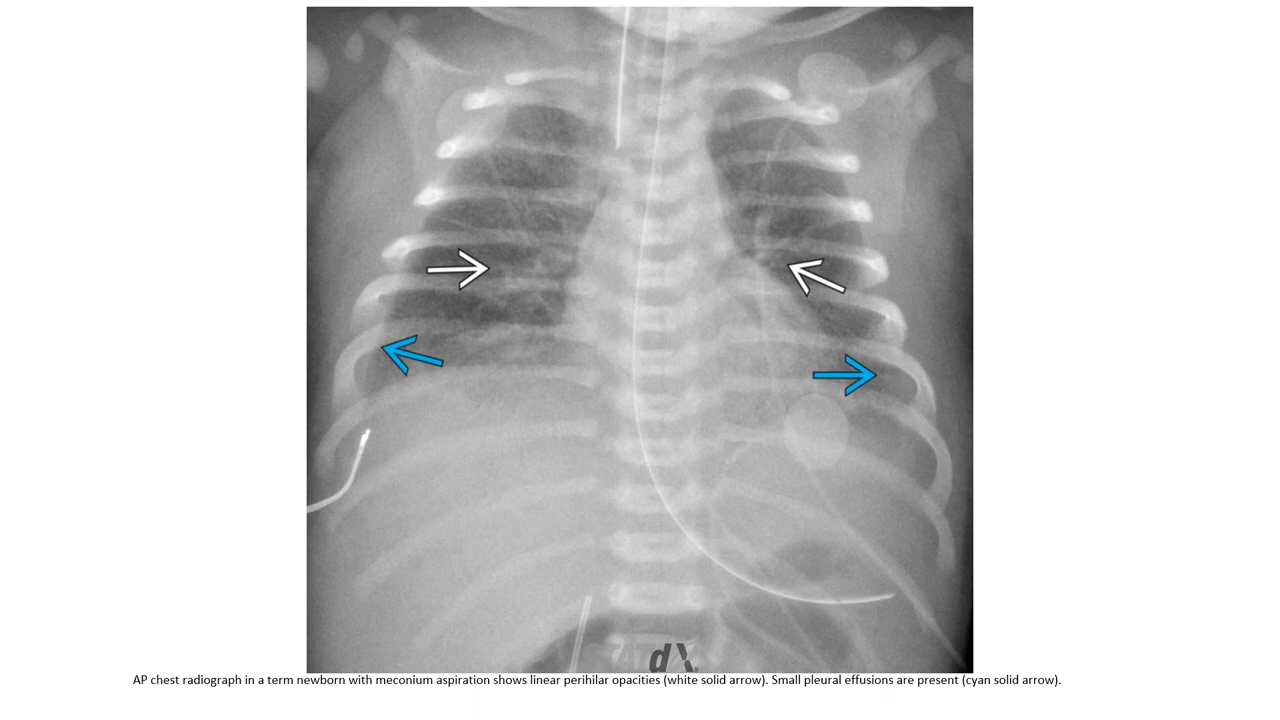 AP chest radiograph in a term newborn with meconium aspiration shows linear perihilar opacities (white solid arrow). Small pleural effusions are present (cyan solid arrow).